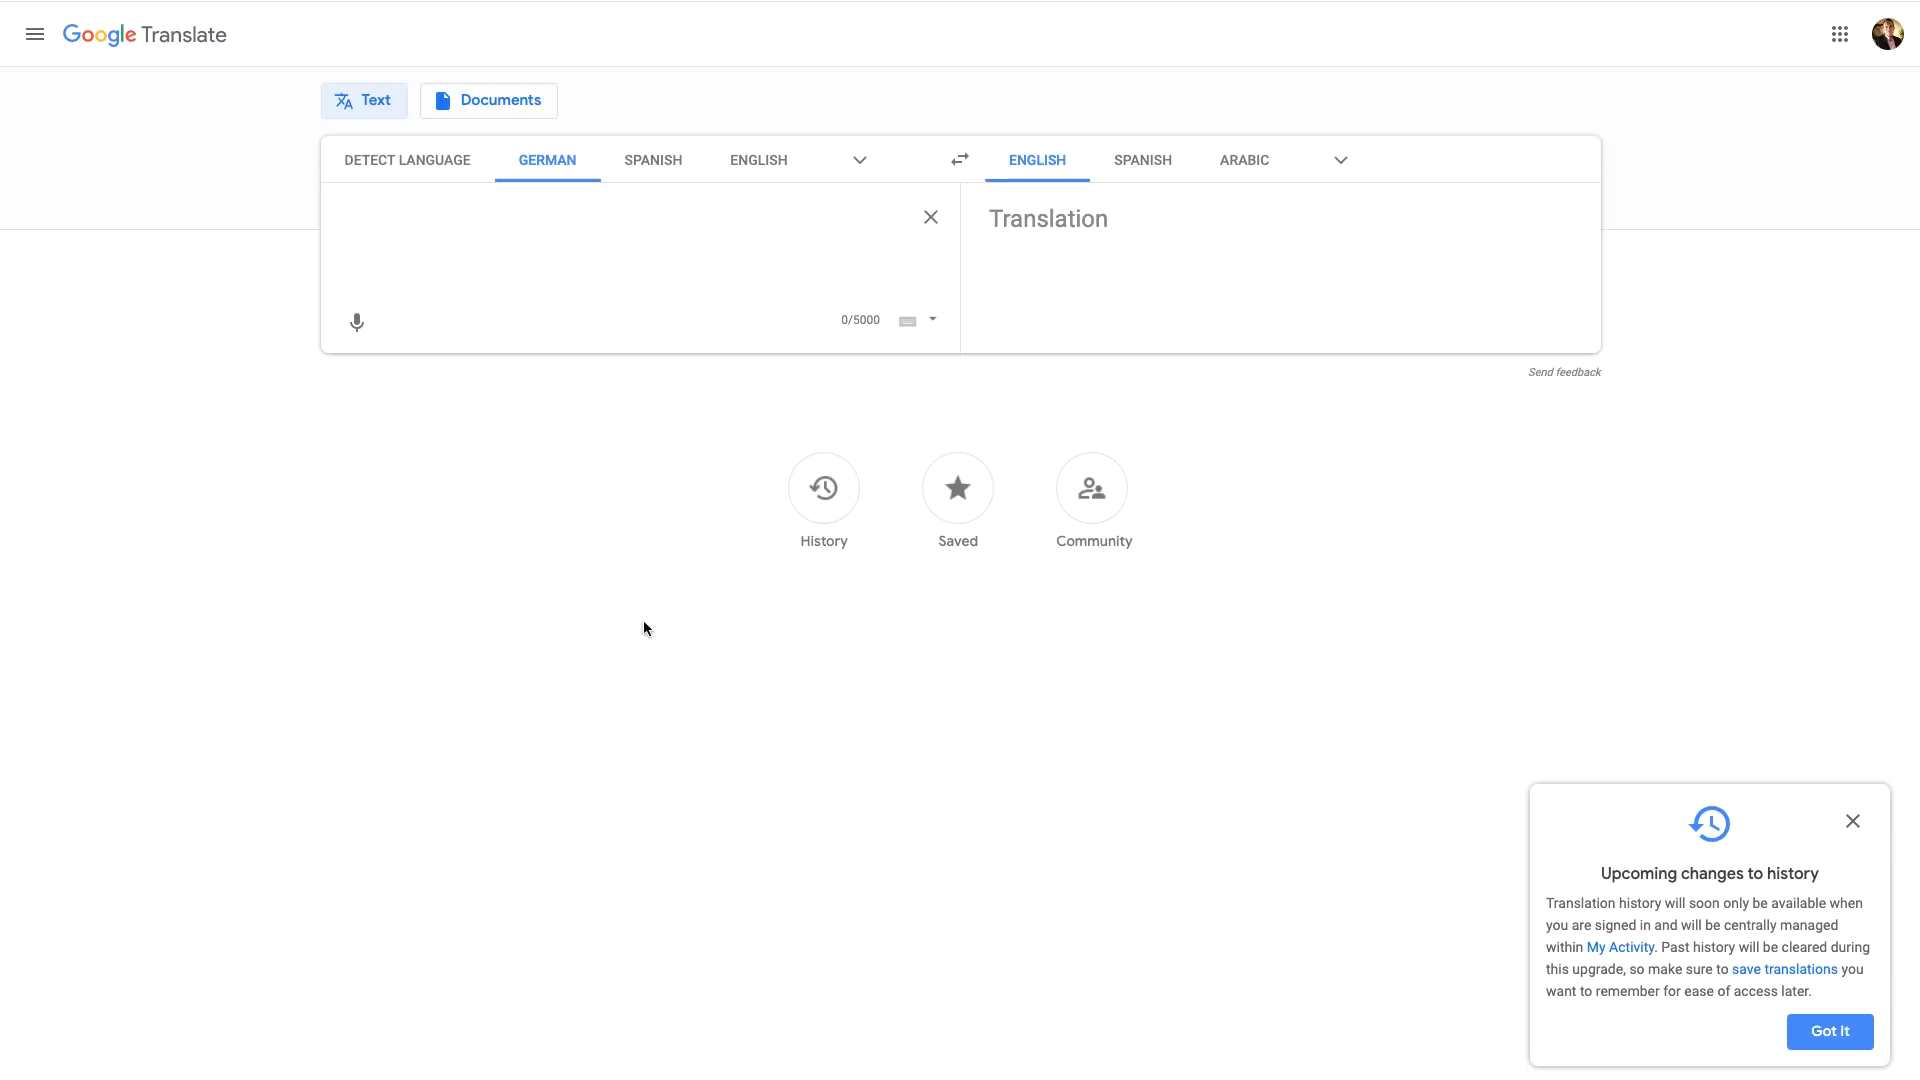 Google Translate
Text
Documents
DETECT LANGUAGE
GERMAN
SPANISH
ENGLISH
ENGLISH
SPANISH
ARABIC
Translation
0/5000
Send feedback
History
Saved
Community
Upcoming changes to history
Translation history will soon only be available when
you are signed in and will be centrally managed
within My Activity. Past history will be cleared during
this upgrade, so make sure to save translations you
want to remember for ease of access later.
Got it